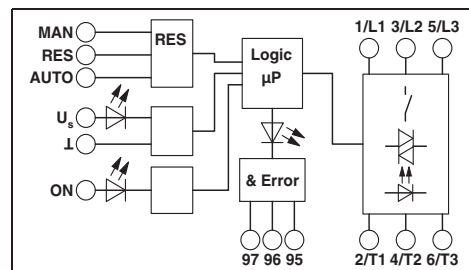 MAN
RES
AUTO
RES
Us
⊥
ON
Logic
µP
& Error
97 96 95
1/L1 3/L2 5/L3
2/T1 4/T2 6/T3